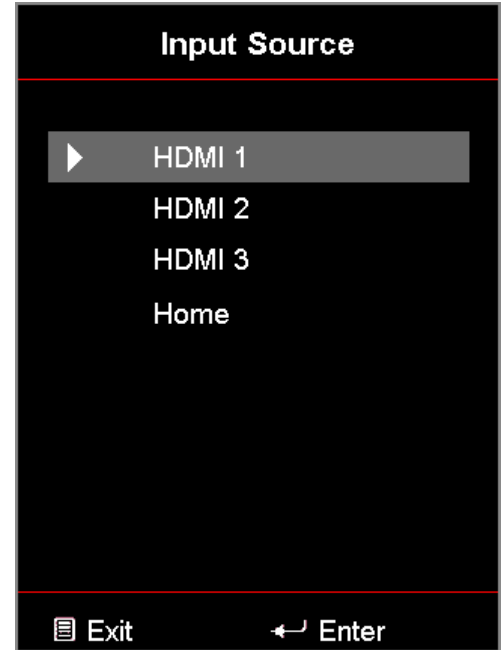 Input Source
HDMI 1
HDMI 2
HDMI 3
Home
Exit Enter